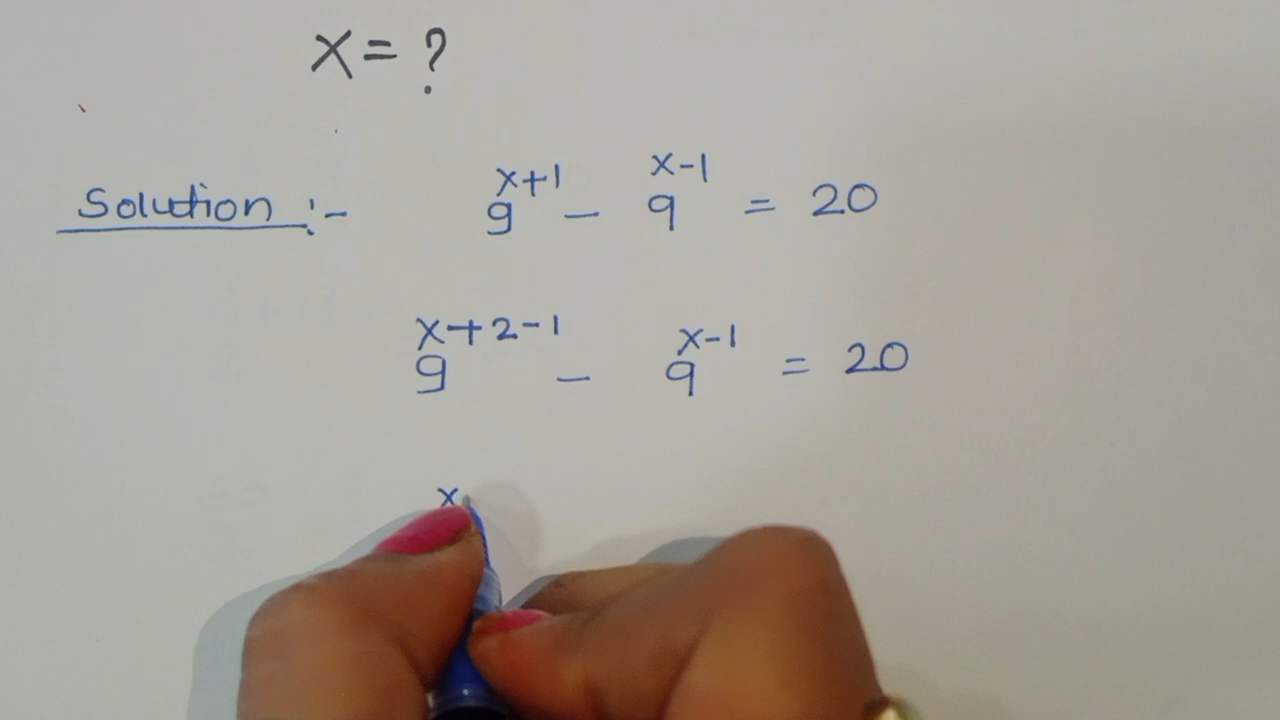 x = ?
Solution :- 9^{x+1} - 9^{x-1} = 20
9^{x+2-1} - 9^{x-1} = 20
x